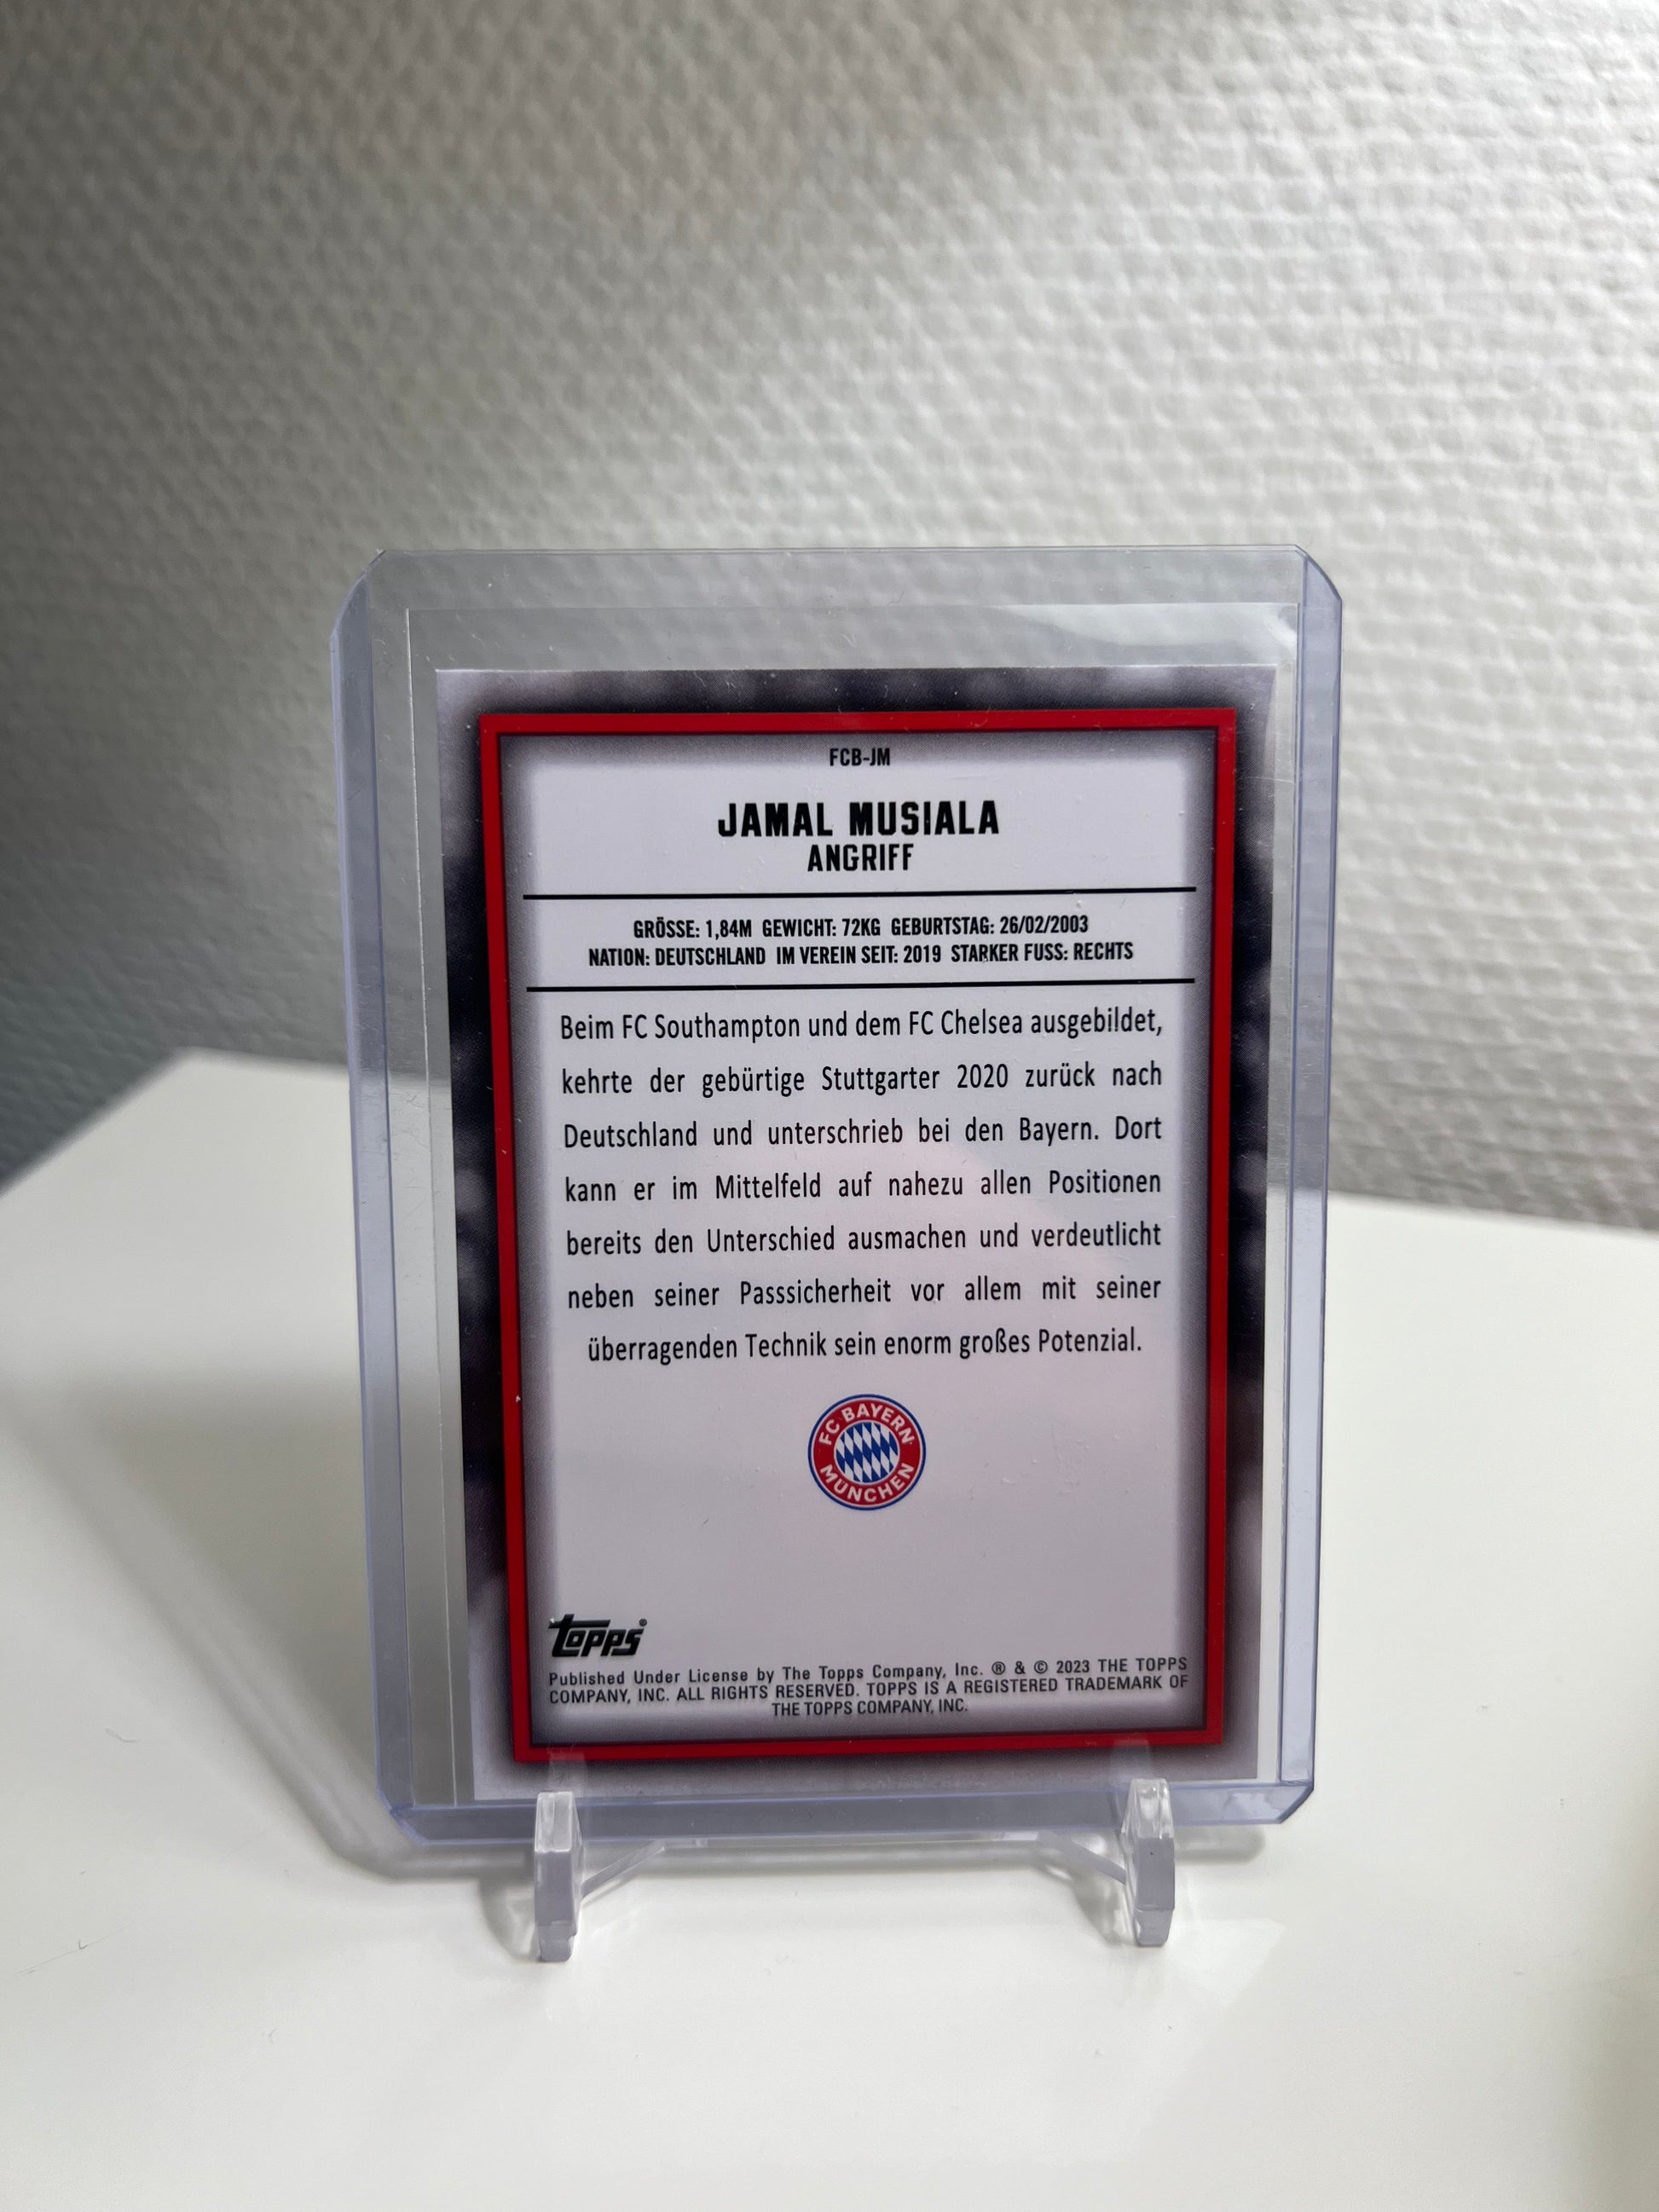 FCB-JM
JAMAL MUSIALA
ANGRIFF
GRÖSSE: 1,84M GEWICHT: 72KG GEBURTSTAG: 26/02/2003
NATION: DEUTSCHLAND IM VEREIN SEIT: 2019 STARKER FUSS: RECHTS
Beim FC Southampton und dem FC Chelsea ausgebildet,
kehrte der gebürtige Stuttgarter 2020 zurück nach
Deutschland und unterschrieb bei den Bayern. Dort
kann er im Mittelfeld auf nahezu allen Positionen
bereits den Unterschied ausmachen und verdeutlicht
neben seiner Passsicherheit vor allem mit seiner
überragenden Technik sein enorm großes Potenzial.
FC BAYERN
MÜNCHEN
topps
Published Under License by The Topps Company, Inc. ® & © 2023 THE TOPPS
COMPANY, INC. ALL RIGHTS RESERVED. TOPPS IS A REGISTERED TRADEMARK OF
THE TOPPS COMPANY, INC.